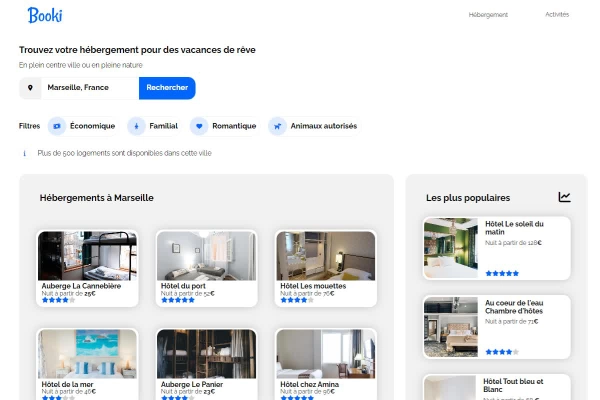 Booki
Hébergement
Activités
Trouvez votre hébergement pour des vacances de rêve
En plein centre ville ou en pleine nature
Marseille, France
Rechercher
Filtres
Économique
Familial
Romantique
Animaux autorisés
Plus de 500 logements sont disponibles dans cette ville
Hébergements à Marseille
Auberge La Cannebière
Nuit à partir de 25€
Hôtel du port
Nuit à partir de 52€
Hôtel Les mouettes
Nuit à partir de 76€
Hôtel de la mer
Nuit à partir de 46€
Auberge Le Panier
Nuit à partir de 23€
Hôtel chez Amina
Nuit à partir de 96€
Les plus populaires
Hôtel Le soleil du
matin
Nuit à partir de 128€
Au coeur de l'eau
Chambre d'hôtes
Nuit à partir de 71€
Hôtel Tout bleu et
Blanc